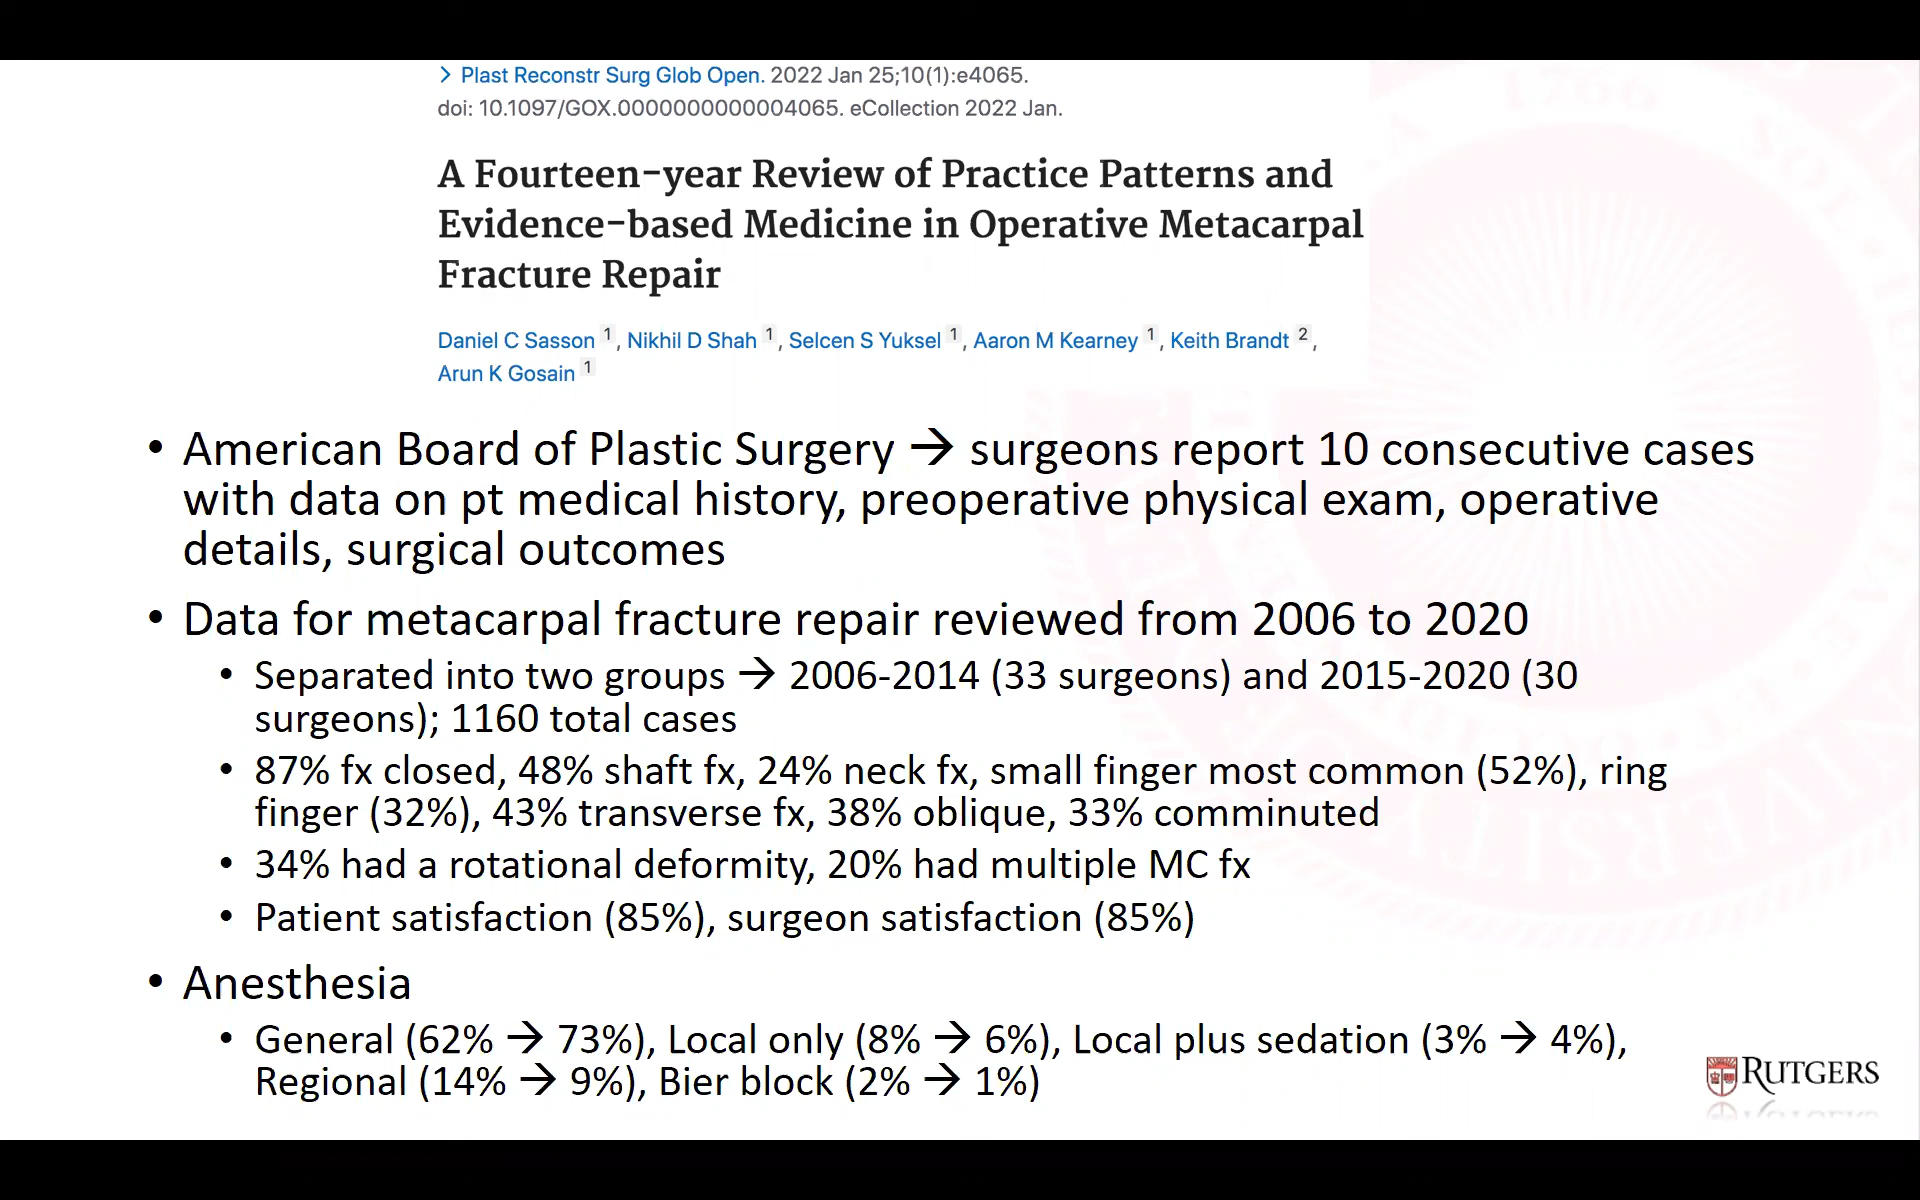 > Plast Reconstr Surg Glob Open. 2022 Jan 25;10(1):e4065.
doi: 10.1097/GOX.0000000000004065. eCollection 2022 Jan.
A Fourteen-year Review of Practice Patterns and
Evidence-based Medicine in Operative Metacarpal
Fracture Repair
Daniel C Sasson 1, Nikhil D Shah 1, Selcen S Yuksel 1, Aaron M Kearney 1, Keith Brandt 2,
Arun K Gosain 1
• American Board of Plastic Surgery → surgeons report 10 consecutive cases
with data on pt medical history, preoperative physical exam, operative
details, surgical outcomes
• Data for metacarpal fracture repair reviewed from 2006 to 2020
• Separated into two groups → 2006-2014 (33 surgeons) and 2015-2020 (30
surgeons); 1160 total cases
• 87% fx closed, 48% shaft fx, 24% neck fx, small finger most common (52%), ring
finger (32%), 43% transverse fx, 38% oblique, 33% comminuted
• 34% had a rotational deformity, 20% had multiple MC fx
• Patient satisfaction (85%), surgeon satisfaction (85%)
• Anesthesia
• General (62% → 73%), Local only (8% → 6%), Local plus sedation (3% → 4%),
Regional (14% → 9%), Bier block (2% → 1%)
RUTGERS
1766